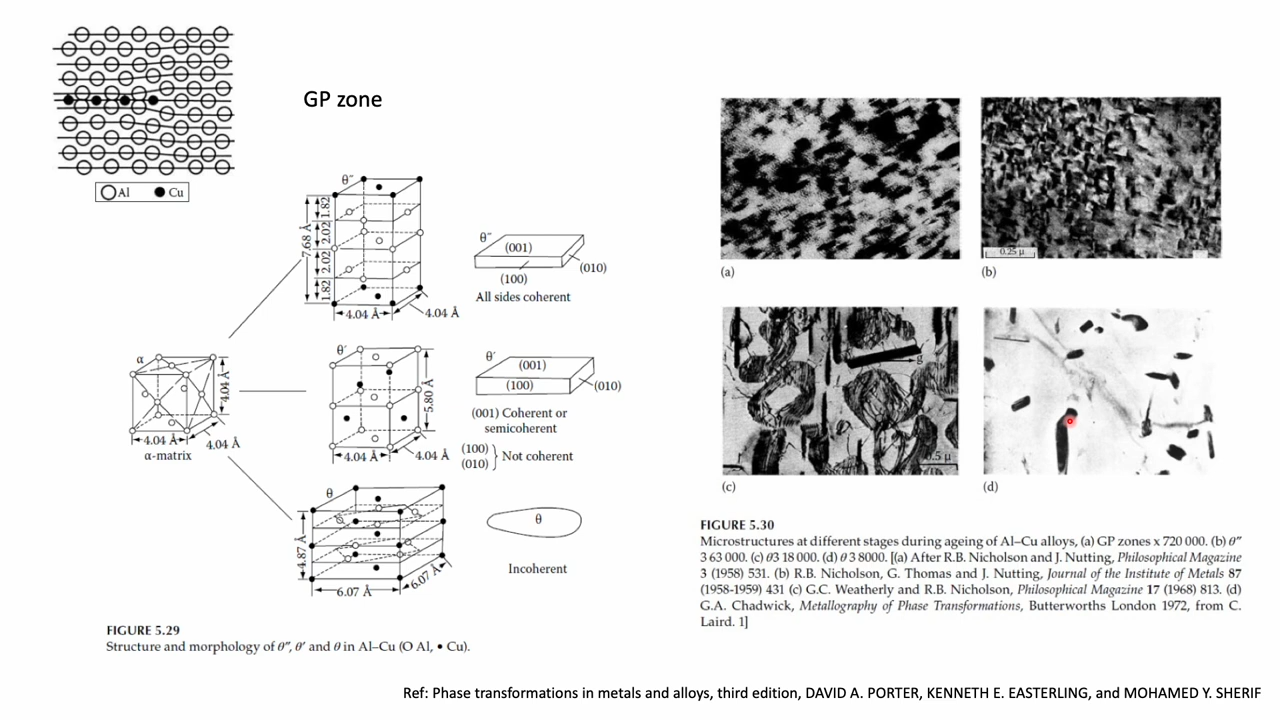 GP zone
Al Cu
θ″
7.68 Å
1.82
2.02
2.02
1.82
4.04 Å
4.04 Å
θ″
(001)
(010)
(100)
All sides coherent
α
4.04 Å
4.04 Å
4.04 Å
α-matrix
θ′
5.80 Å
4.04 Å
4.04 Å
θ′
(001)
(100)
(010)
(001) Coherent or
semicoherent
(100)
(010)
Not coherent
θ
4.87 Å
6.07 Å
6.07 Å
θ
Incoherent
FIGURE 5.29
Structure and morphology of θ″, θ′ and θ in Al–Cu (O Al, • Cu).
0.25 μ
(a)
(b)
g
0.5 μ
(c)
(d)
FIGURE 5.30
Microstructures at different stages during ageing of Al–Cu alloys, (a) GP zones x 720 000. (b) θ″
3 63 000. (c) θ3 18 000. (d) θ 3 8000. [(a) After R.B. Nicholson and J. Nutting, Philosophical Magazine
3 (1958) 531. (b) R.B. Nicholson, G. Thomas and J. Nutting, Journal of the Institute of Metals 87
(1958-1959) 431 (c) G.C. Weatherly and R.B. Nicholson, Philosophical Magazine 17 (1968) 813. (d)
G.A. Chadwick, Metallography of Phase Transformations, Butterworths London 1972, from C.
Laird. 1]
Ref: Phase transformations in metals and alloys, third edition, DAVID A. PORTER, KENNETH E. EASTERLING, and MOHAMED Y. SHERIF